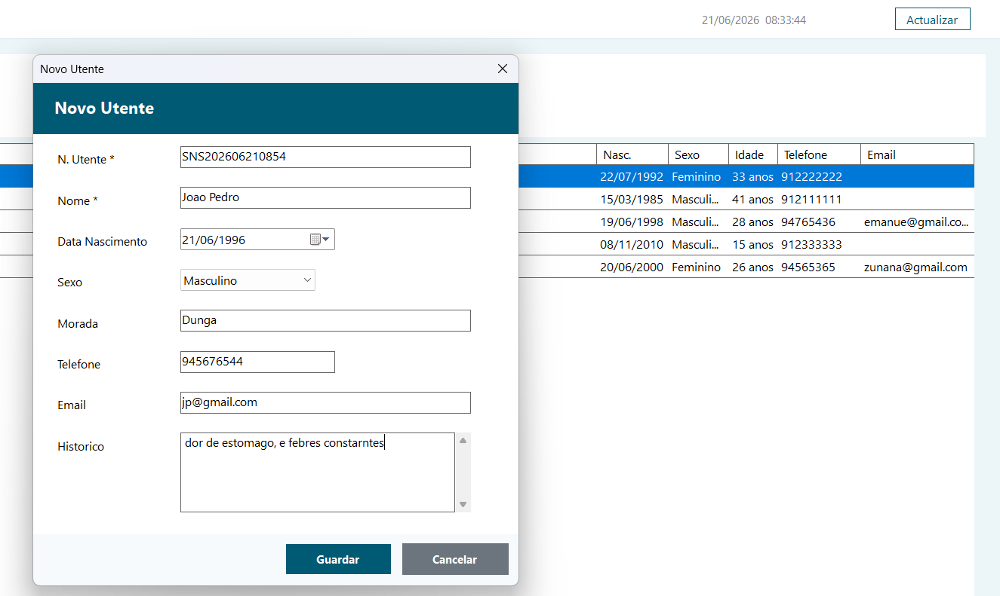 21/06/2026 08:33:44
Actualizar
Novo Utente
Novo Utente
N. Utente *
SNS202606210854
Nome *
Joao Pedro
Data Nascimento
21/06/1996
Sexo
Masculino
Morada
Dunga
Telefone
945676544
Email
jp@gmail.com
Historico
dor de estomago, e febres constarntes
Guardar
Cancelar
Nasc. Sexo Idade Telefone Email
22/07/1992 Feminino 33 anos 912222222
15/03/1985 Masculi... 41 anos 912111111
19/06/1998 Masculi... 28 anos 94765436 emanue@gmail.co...
08/11/2010 Masculi... 15 anos 912333333
20/06/2000 Feminino 26 anos 94565365 zunana@gmail.com